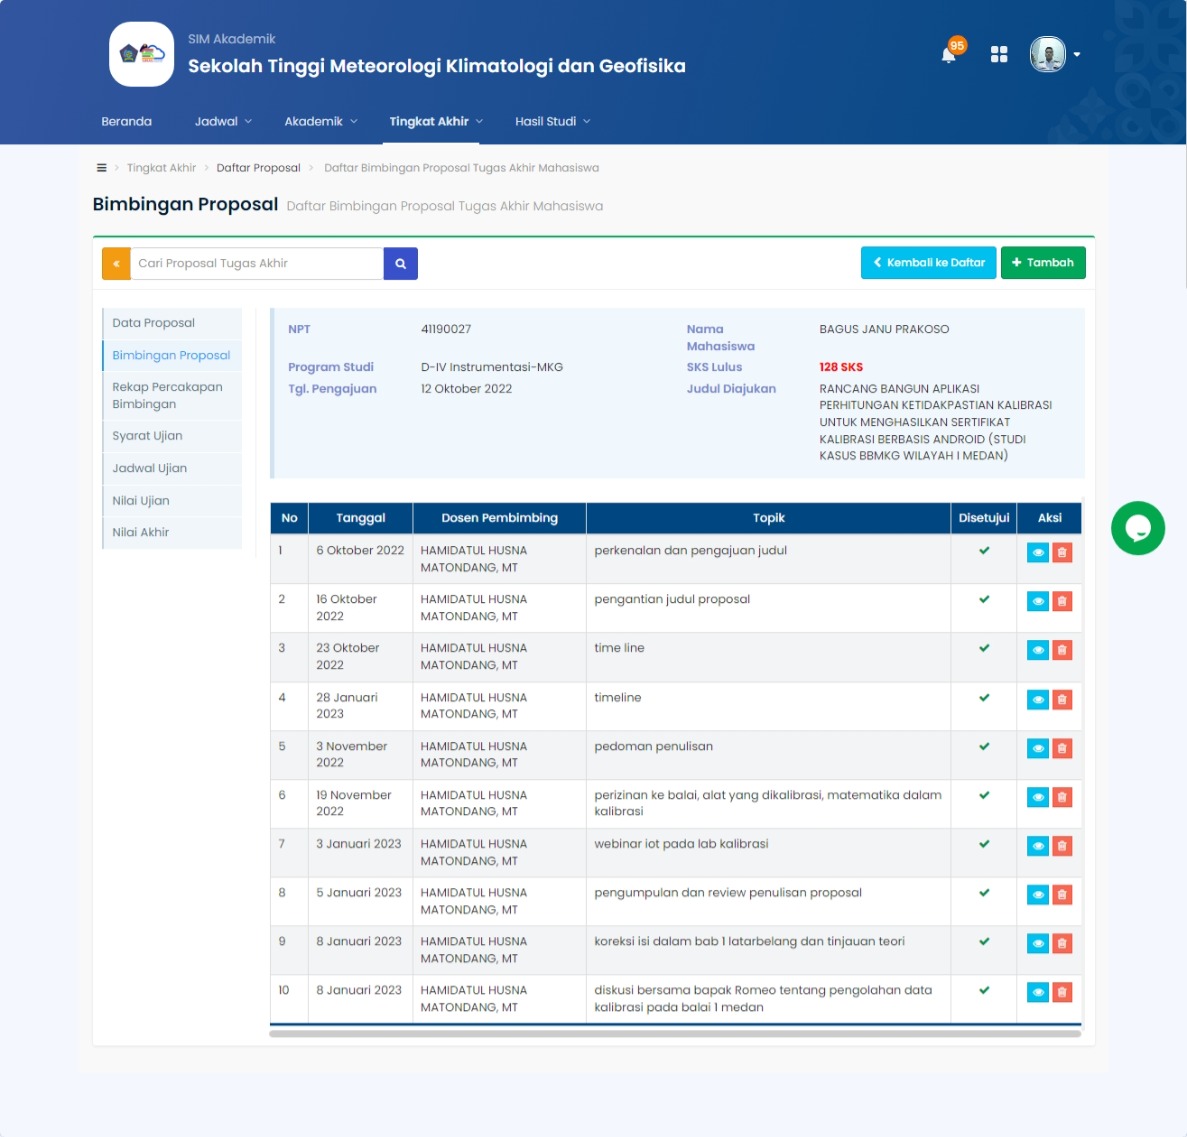 SIM Akademik
Sekolah Tinggi Meteorologi Klimatologi dan Geofisika
95
Beranda Jadwal Akademik Tingkat Akhir Hasil Studi
Tingkat Akhir > Daftar Proposal > Daftar Bimbingan Proposal Tugas Akhir Mahasiswa
Bimbingan Proposal Daftar Bimbingan Proposal Tugas Akhir Mahasiswa
« Cari Proposal Tugas Akhir
Kembali ke Daftar
+ Tambah
Data Proposal
Bimbingan Proposal
Rekap Percakapan
Bimbingan
Syarat Ujian
Jadwal Ujian
Nilai Ujian
Nilai Akhir
NPT 41190027
Nama
Mahasiswa
BAGUS JANU PRAKOSO
Program Studi D-IV Instrumentasi-MKG
SKS Lulus 128 SKS
Tgl. Pengajuan 12 Oktober 2022
Judul Diajukan
RANCANG BANGUN APLIKASI
PERHITUNGAN KETIDAKPASTIAN KALIBRASI
UNTUK MENGHASILKAN SERTIFIKAT
KALIBRASI BERBASIS ANDROID (STUDI
KASUS BBMKG WILAYAH I MEDAN)
No Tanggal Dosen Pembimbing Topik Disetujui Aksi
1 6 Oktober 2022 HAMIDATUL HUSNA perkenalan dan pengajuan judul
MATONDANG, MT
2 16 Oktober HAMIDATUL HUSNA pengantian judul proposal
2022 MATONDANG, MT
3 23 Oktober HAMIDATUL HUSNA time line
2022 MATONDANG, MT
4 28 Januari HAMIDATUL HUSNA timeline
2023 MATONDANG, MT
5 3 November HAMIDATUL HUSNA pedoman penulisan
2022 MATONDANG, MT
6 19 November HAMIDATUL HUSNA perizinan ke balai, alat yang dikalibrasi, matematika dalam
2022 MATONDANG, MT kalibrasi
7 3 Januari 2023 HAMIDATUL HUSNA webinar iot pada lab kalibrasi
MATONDANG, MT
8 5 Januari 2023 HAMIDATUL HUSNA pengumpulan dan review penulisan proposal
MATONDANG, MT
9 8 Januari 2023 HAMIDATUL HUSNA koreksi isi dalam bab 1 latarbelang dan tinjauan teori
MATONDANG, MT
10 8 Januari 2023 HAMIDATUL HUSNA diskusi bersama bapak Romeo tentang pengolahan data
MATONDANG, MT kalibrasi pada balai 1 medan